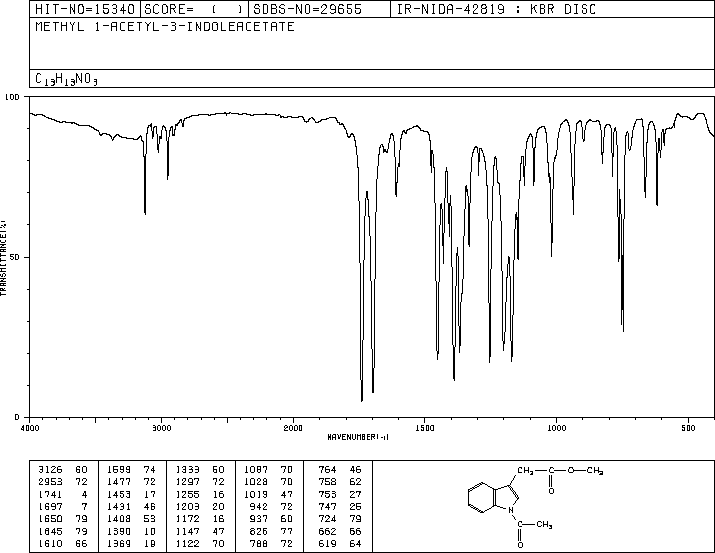 HIT-NO=15340 SCORE= ( ) SDBS-NO=29655 IR-NIDA-42819 : KBR DISC
METHYL 1-ACETYL-3-INDOLEACETATE
C13H13NO3
100
50
0
TRANSMITTANCE(%)
4000 3000 2000 1500 1000 500
WAVENUMBER(-1)
3126 60 1599 74 1333 60 1087 70 764 46
2953 72 1477 72 1297 72 1028 70 758 62
1741 4 1453 17 1255 16 1019 47 753 27
1697 7 1431 46 1203 20 942 72 747 25
1650 79 1408 53 1172 16 937 60 724 79
1645 79 1390 10 1147 47 826 77 662 66
1610 66 1369 19 1122 70 788 72 619 64
CH2 C O CH3
O
N
C CH3
O